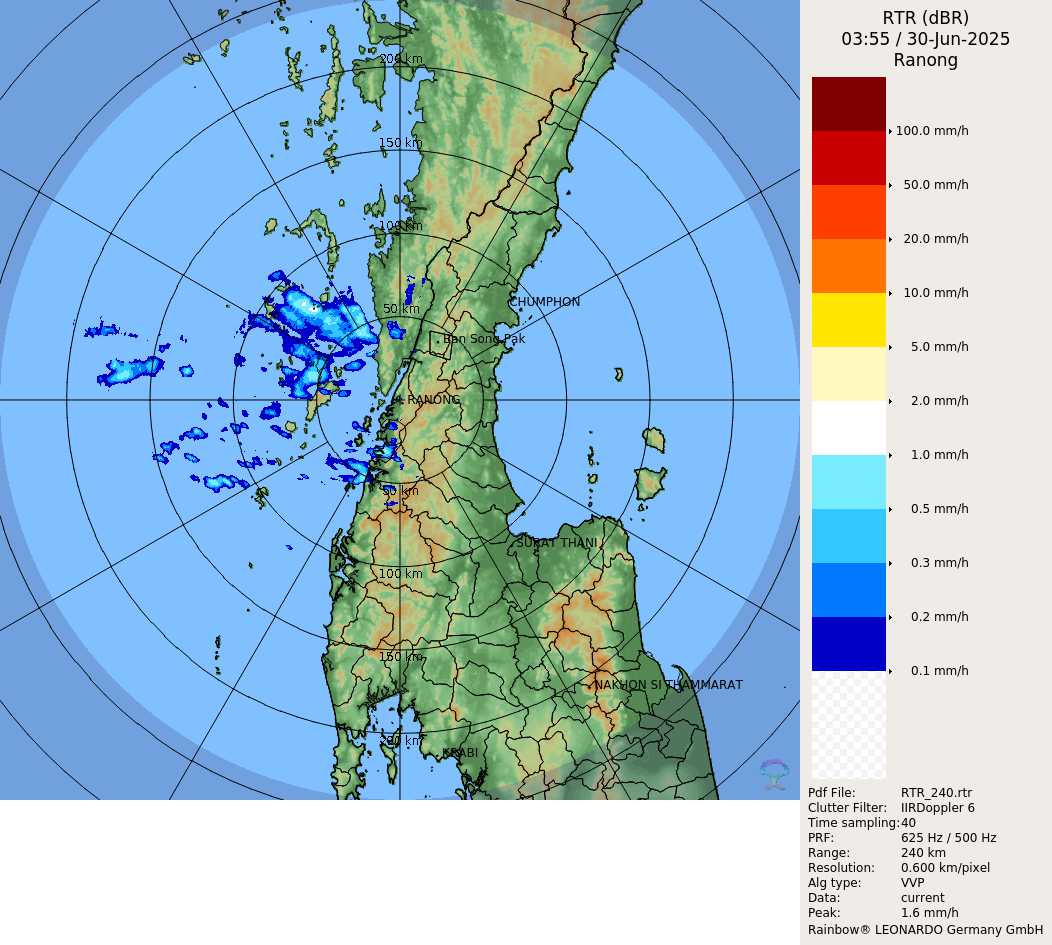 RTR (dBR)
03:55 / 30-Jun-2025
Ranong
200 km
150 km
100 km
50 km
CHUMPHON
Ban Song Pak
RANONG
50 km
SURAT THANI
100 km
150 km
NAKHON SI THAMMARAT
200 km
KRABI
100.0 mm/h
50.0 mm/h
20.0 mm/h
10.0 mm/h
5.0 mm/h
2.0 mm/h
1.0 mm/h
0.5 mm/h
0.3 mm/h
0.2 mm/h
0.1 mm/h
Pdf File: RTR_240.rtr
Clutter Filter: IIRDoppler 6
Time sampling: 40
PRF: 625 Hz / 500 Hz
Range: 240 km
Resolution: 0.600 km/pixel
Alg type: VVP
Data: current
Peak: 1.6 mm/h
Rainbow® LEONARDO Germany GmbH